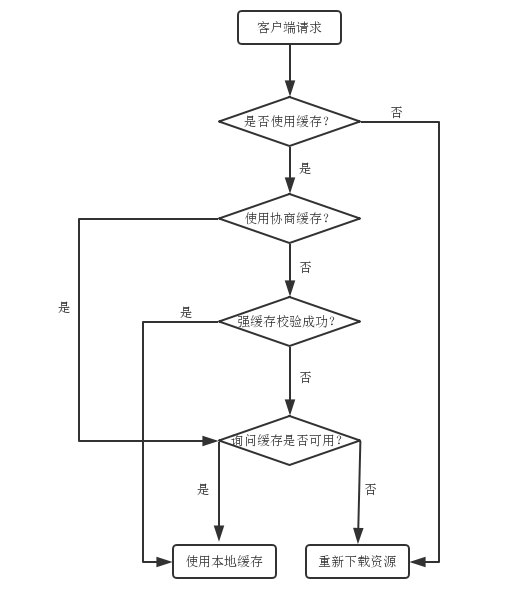 客户端请求
是否使用缓存？
否
是
使用协商缓存？
否
是
是
强缓存校验成功？
否
询问缓存是否可用？
是
否
使用本地缓存
重新下载资源